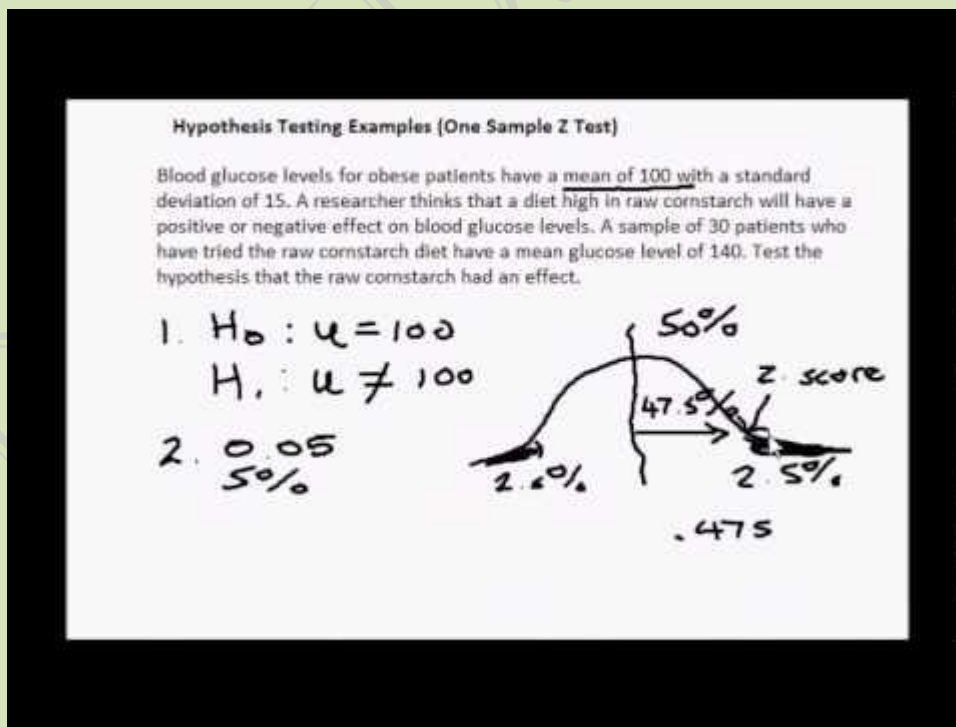 Hypothesis Testing Examples (One Sample Z Test)
Blood glucose levels for obese patients have a mean of 100 with a standard
deviation of 15. A researcher thinks that a diet high in raw cornstarch will have a
positive or negative effect on blood glucose levels. A sample of 30 patients who
have tried the raw cornstarch diet have a mean glucose level of 140. Test the
hypothesis that the raw cornstarch had an effect.
1. H0 : u = 100
H1 : u ≠ 100
2. 0.05
5%
50%
Z score
47.5%
2.5%
2.5%
.475